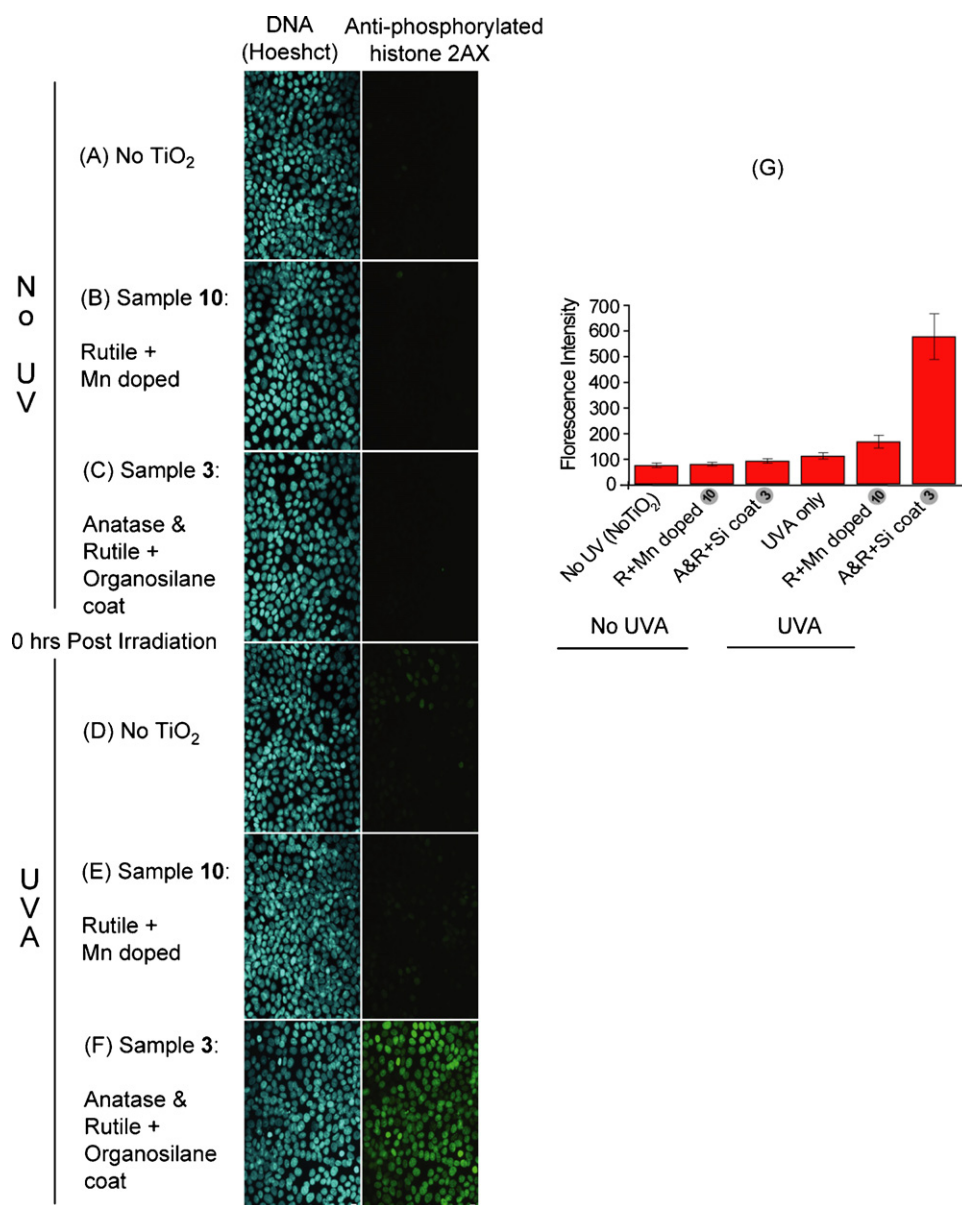 DNA
(Hoeshct)
Anti-phosphorylated
histone 2AX
No UV
(A) No TiO2
(B) Sample 10:
Rutile +
Mn doped
(C) Sample 3:
Anatase &
Rutile +
Organosilane
coat
0 hrs Post Irradiation
UVA
(D) No TiO2
(E) Sample 10:
Rutile +
Mn doped
(F) Sample 3:
Anatase &
Rutile +
Organosilane
coat
(G)
Florescence Intensity
700
600
500
400
300
200
100
0
No UV (NoTiO2)
R+Mn doped 10
A&R+Si coat 3
UVA only
R+Mn doped 10
A&R+Si coat 3
No UVA
UVA